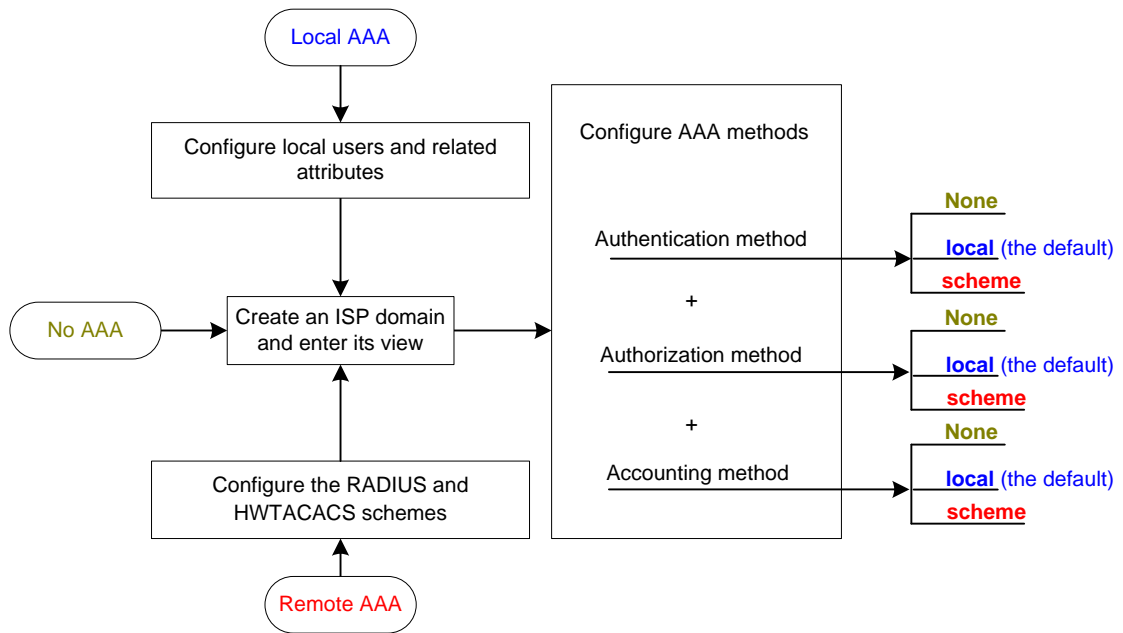 Local AAA
Configure local users and related
attributes
No AAA
Create an ISP domain
and enter its view
Configure the RADIUS and
HWTACACS schemes
Remote AAA
Configure AAA methods
Authentication method
+
Authorization method
+
Accounting method
None
local (the default)
scheme
None
local (the default)
scheme
None
local (the default)
scheme